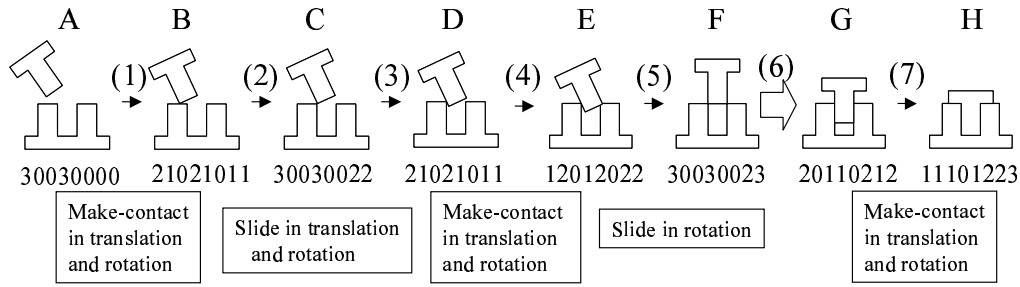 A B C D E F G H
(1) (2) (3) (4) (5) (6) (7)
30030000 21021011 30030022 21021011 12012022 30030023 20110212 11101223
Make-contact
in translation
and rotation
Slide in translation
and rotation
Make-contact
in translation
and rotation
Slide in rotation
Make-contact
in translation
and rotation